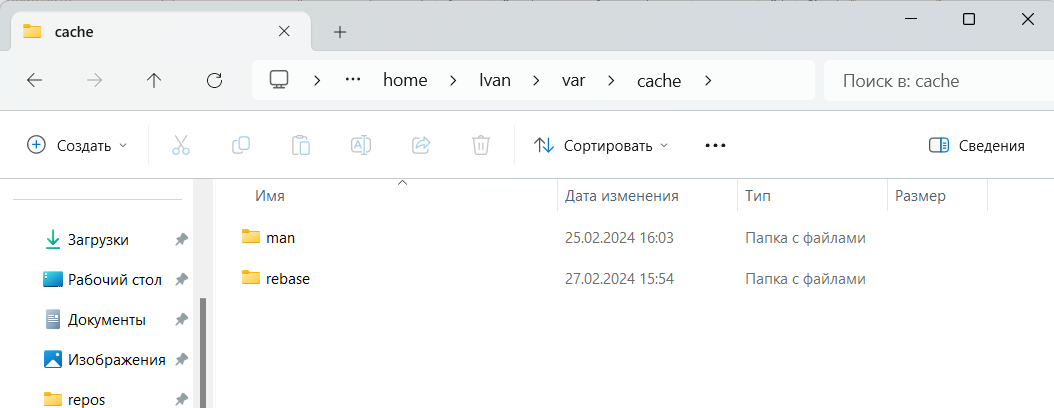 cache
home Ivan var cache Поиск в: cache
Создать Сортировать Сведения
Имя Дата изменения Тип Размер
Загрузки
man 25.02.2024 16:03 Папка с файлами
Рабочий стол
rebase 27.02.2024 15:54 Папка с файлами
Документы
Изображения
repos